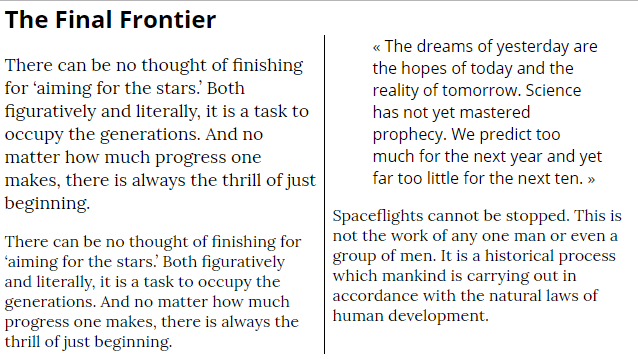 The Final Frontier
There can be no thought of finishing
for ‘aiming for the stars.’ Both
figuratively and literally, it is a task to
occupy the generations. And no
matter how much progress one
makes, there is always the thrill of just
beginning.
There can be no thought of finishing for
‘aiming for the stars.’ Both figuratively
and literally, it is a task to occupy the
generations. And no matter how much
progress one makes, there is always the
thrill of just beginning.
« The dreams of yesterday are
the hopes of today and the
reality of tomorrow. Science
has not yet mastered
prophecy. We predict too
much for the next year and yet
far too little for the next ten. »
Spaceflights cannot be stopped. This is
not the work of any one man or even a
group of men. It is a historical process
which mankind is carrying out in
accordance with the natural laws of
human development.